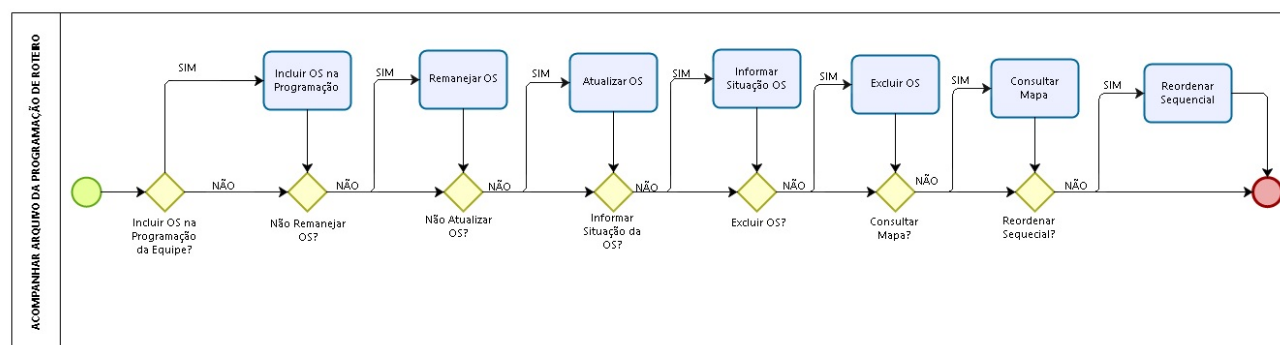 ACOMPANHAR ARQUIVO DA PROGRAMAÇÃO DE ROTEIRO
SIM
Incluir OS na
Programação
SIM
Remanejar OS
SIM
Atualizar OS
SIM
Informar
Situação OS
SIM
Excluir OS
SIM
Consultar
Mapa
SIM
Reordenar
Sequencial
NÃO
NÃO
NÃO
NÃO
NÃO
NÃO
NÃO
Incluir OS na
Programação
da Equipe?
Não Remanejar
OS?
Não Atualizar
OS?
Informar
Situação da
OS?
Excluir OS?
Consultar
Mapa?
Reordenar
Sequecial?